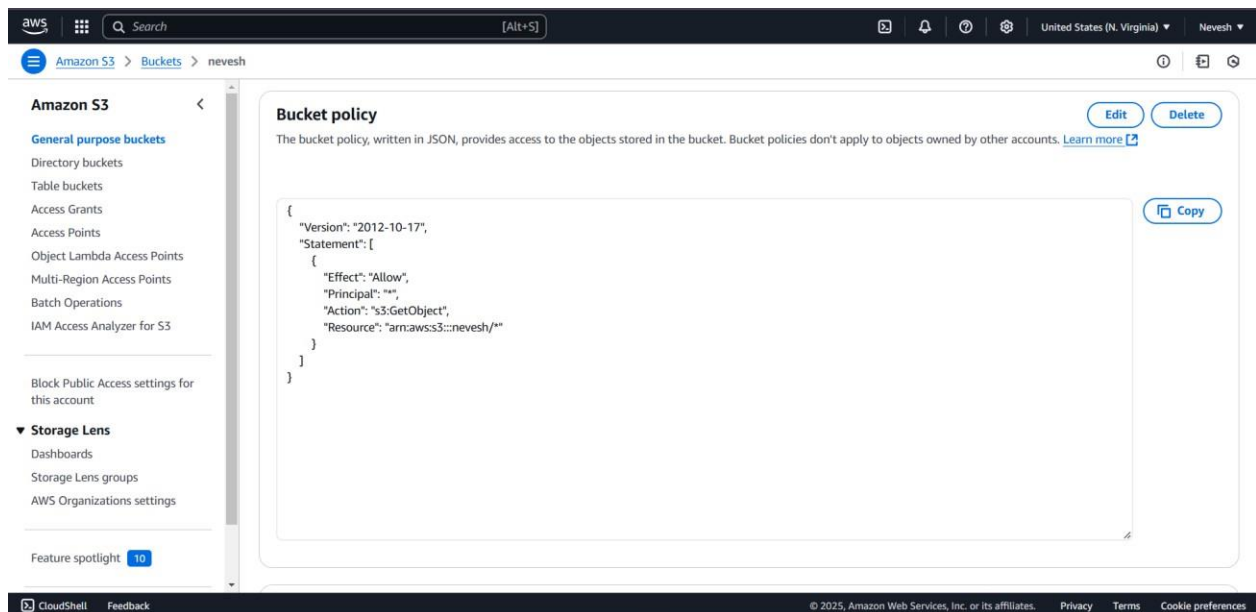 aws
Search [Alt+S]
United States (N. Virginia) ▼ Nevesh ▼
Amazon S3 > Buckets > nevesh
Amazon S3
General purpose buckets
Directory buckets
Table buckets
Access Grants
Access Points
Object Lambda Access Points
Multi-Region Access Points
Batch Operations
IAM Access Analyzer for S3
Block Public Access settings for
this account
▼ Storage Lens
Dashboards
Storage Lens groups
AWS Organizations settings
Feature spotlight 10
Bucket policy
Edit Delete
The bucket policy, written in JSON, provides access to the objects stored in the bucket. Bucket policies don't apply to objects owned by other accounts. Learn more
Copy
{
"Version": "2012-10-17",
"Statement": [
{
"Effect": "Allow",
"Principal": "*",
"Action": "s3:GetObject",
"Resource": "arn:aws:s3:::nevesh/*"
}
]
}
CloudShell Feedback © 2025, Amazon Web Services, Inc. or its affiliates. Privacy Terms Cookie preferences